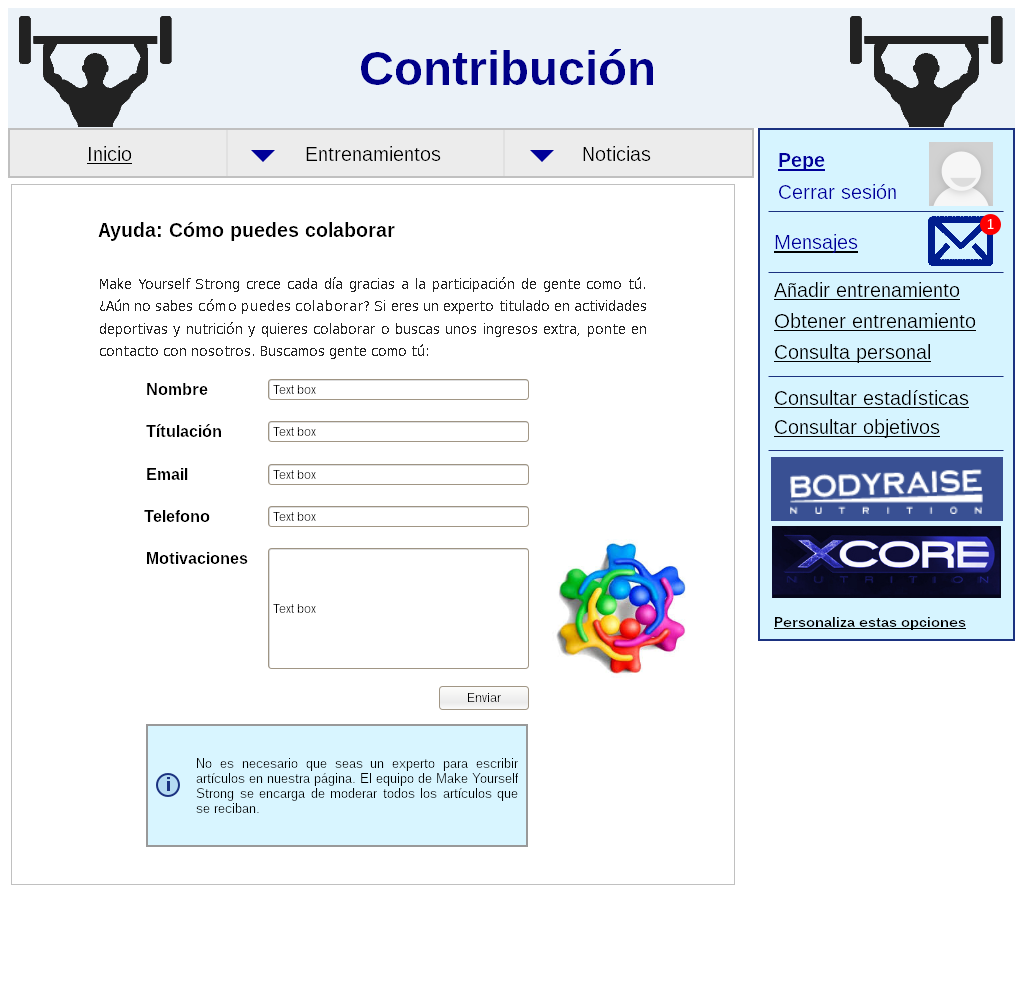 Contribución
Inicio
Entrenamientos
Noticias
Pepe
Cerrar sesión
1
Mensajes
Añadir entrenamiento
Obtener entrenamiento
Consulta personal
Consultar estadísticas
Consultar objetivos
BODYRAISE
NUTRITION
XCORE
NUTRITION
Personaliza estas opciones
Ayuda: Cómo puedes colaborar
Make Yourself Strong crece cada día gracias a la participación de gente como tú.
¿Aún no sabes cómo puedes colaborar? Si eres un experto titulado en actividades
deportivas y nutrición y quieres colaborar o buscas unos ingresos extra, ponte en
contacto con nosotros. Buscamos gente como tú:
Nombre
Text box
Títulación
Text box
Email
Text box
Telefono
Text box
Motivaciones
Text box
Enviar
i
No es necesario que seas un experto para escribir
artículos en nuestra página. El equipo de Make Yourself
Strong se encarga de moderar todos los artículos que
se reciban.